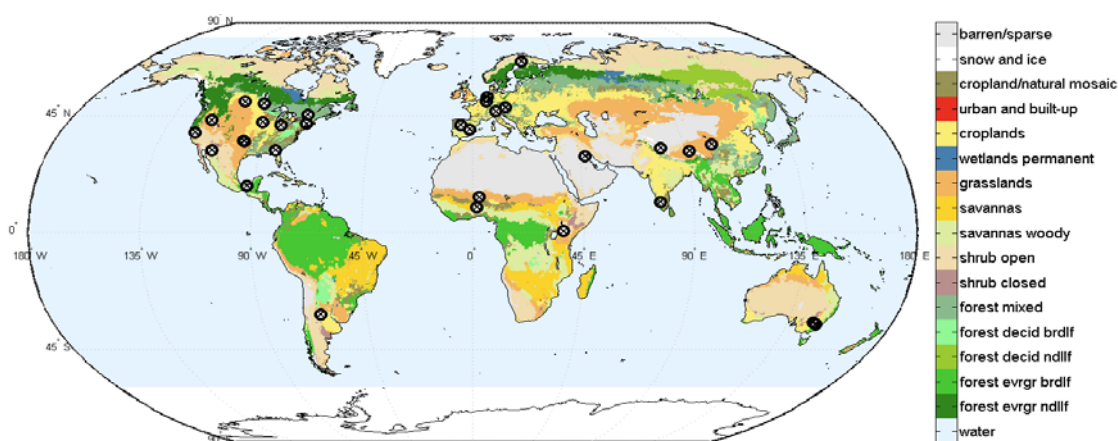 90° N
45° N
0°
180° W
135° W
90° W
45° W
0
45° E
90° E
135° E
180° E
45° S
barren/sparse
snow and ice
cropland/natural mosaic
urban and built-up
croplands
wetlands permanent
grasslands
savannas
savannas woody
shrub open
shrub closed
forest mixed
forest decid brdlf
forest decid ndllf
forest evrgr brdlf
forest evrgr ndllf
water